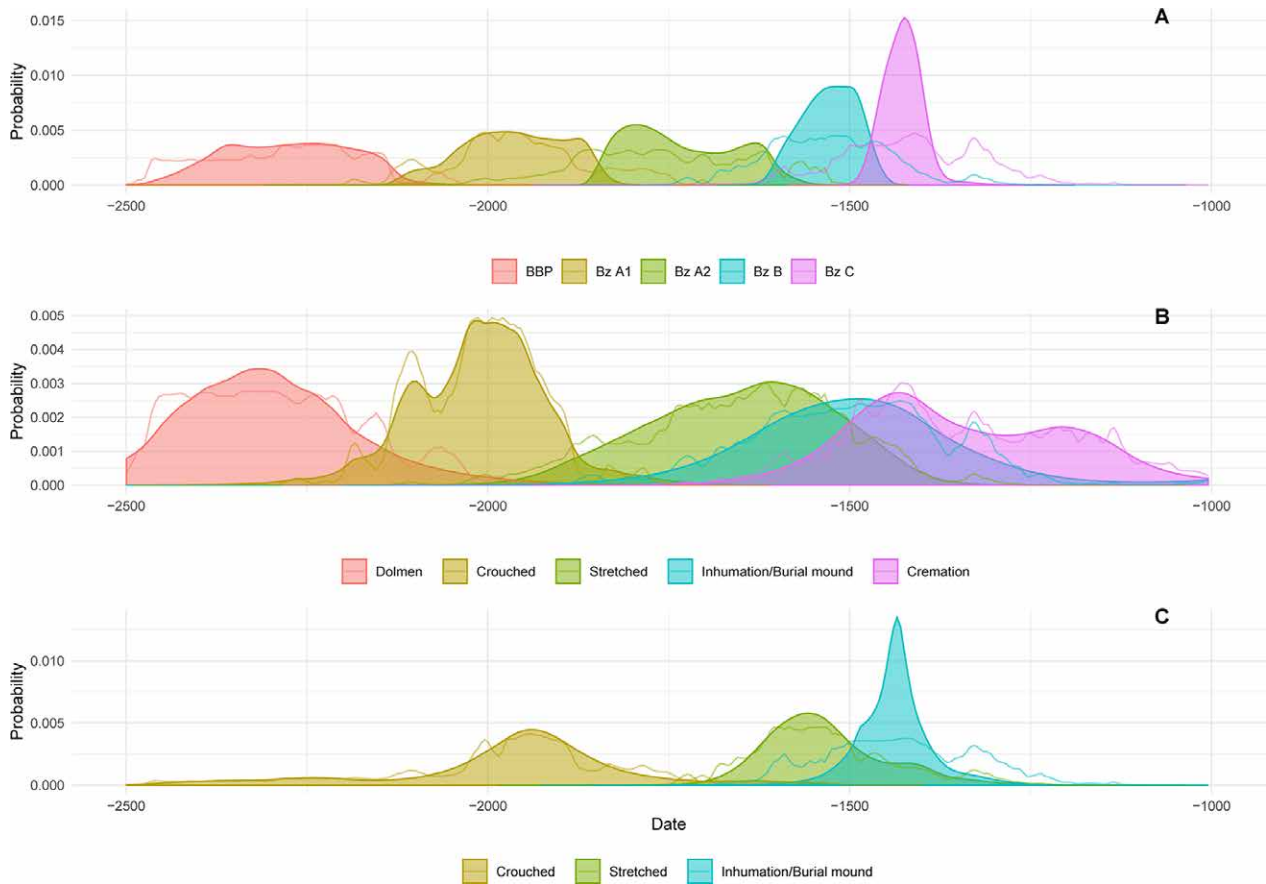 A
Probability
0.015
0.010
0.005
0.000
−2500 −2000 −1500 −1000
BBP Bz A1 Bz A2 Bz B Bz C
B
Probability
0.005
0.004
0.003
0.002
0.001
0.000
−2500 −2000 −1500 −1000
Dolmen Crouched Stretched Inhumation/Burial mound Cremation
C
Probability
0.010
0.005
0.000
−2500 −2000 −1500 −1000
Date
Crouched Stretched Inhumation/Burial mound